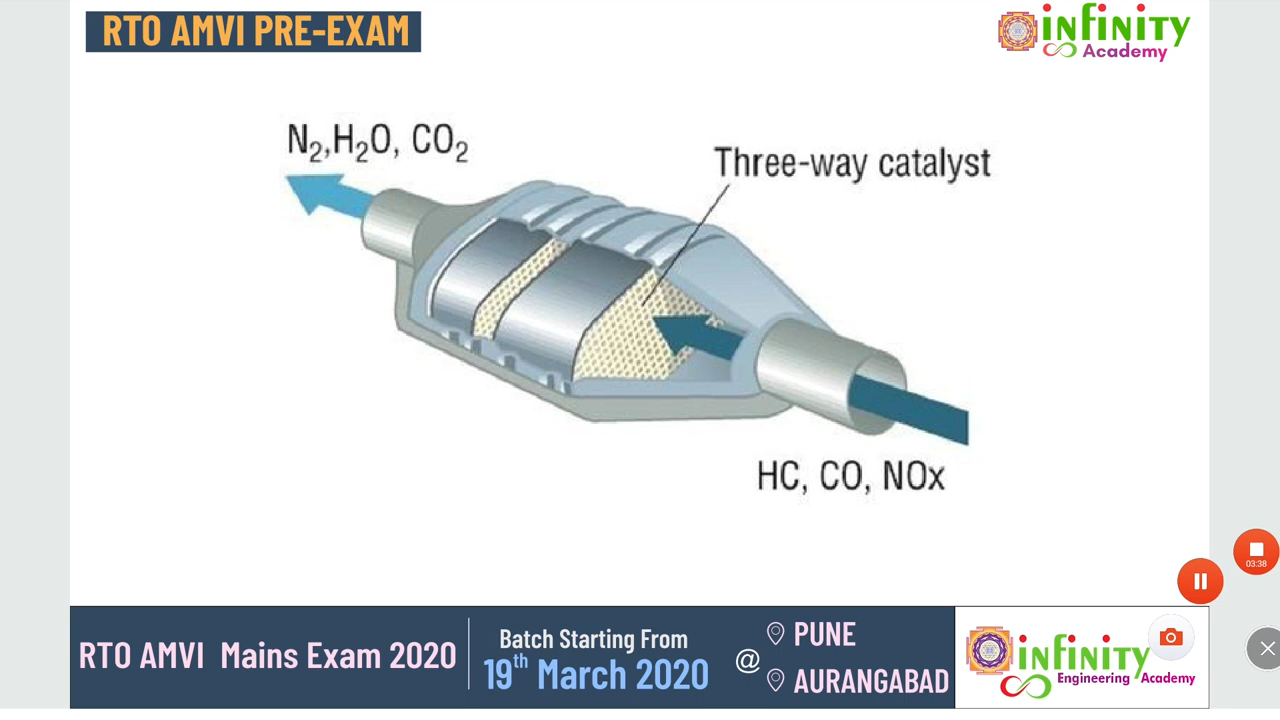 RTO AMVI PRE-EXAM
infinity
Academy
N₂,H₂O, CO₂
Three-way catalyst
HC, CO, NOx
03:38
RTO AMVI Mains Exam 2020
Batch Starting From
19th March 2020
@
PUNE
AURANGABAD
infinity
Engineering Academy